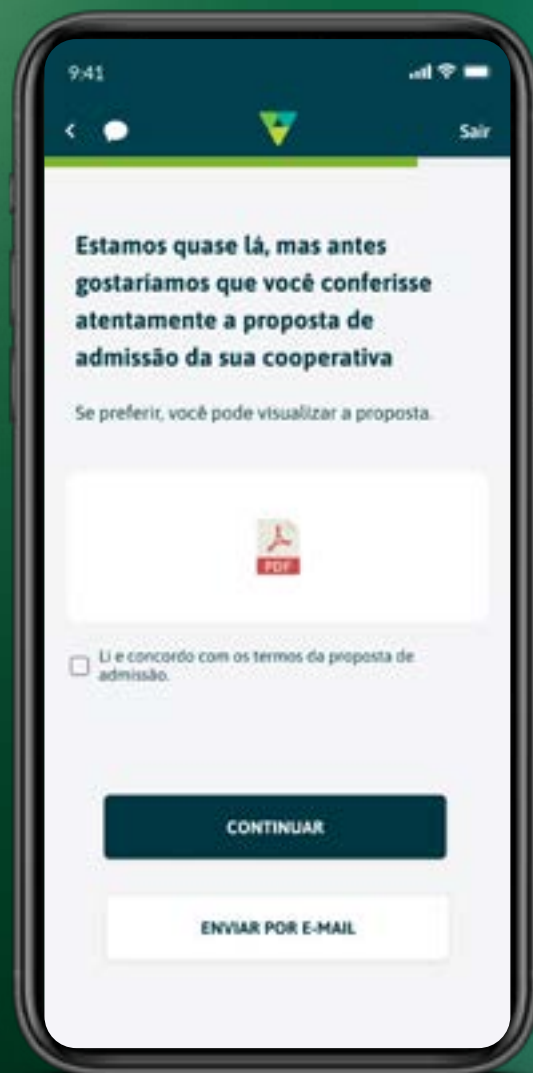 9:41
Sair
Estamos quase lá, mas antes
gostaríamos que você conferisse
atentamente a proposta de
admissão da sua cooperativa
Se preferir, você pode visualizar a proposta.
PDF
Li e concordo com os termos da proposta de
admissão.
CONTINUAR
ENVIAR POR E-MAIL